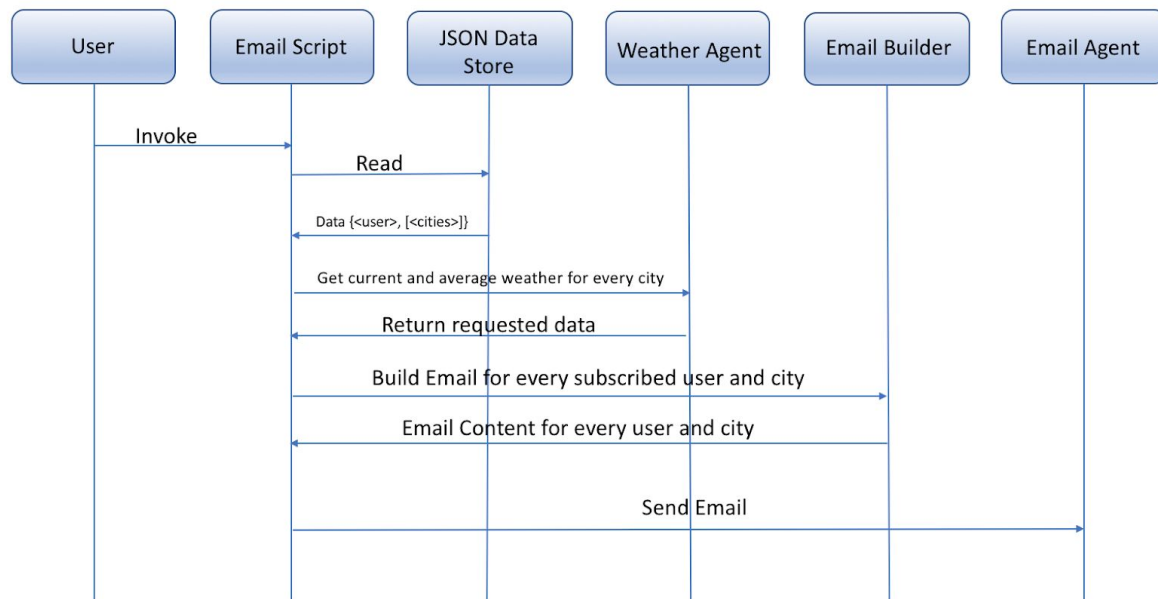 User
Email Script
JSON Data
Store
Weather Agent
Email Builder
Email Agent
Invoke
Read
Data {<user>, [<cities>]}
Get current and average weather for every city
Return requested data
Build Email for every subscribed user and city
Email Content for every user and city
Send Email